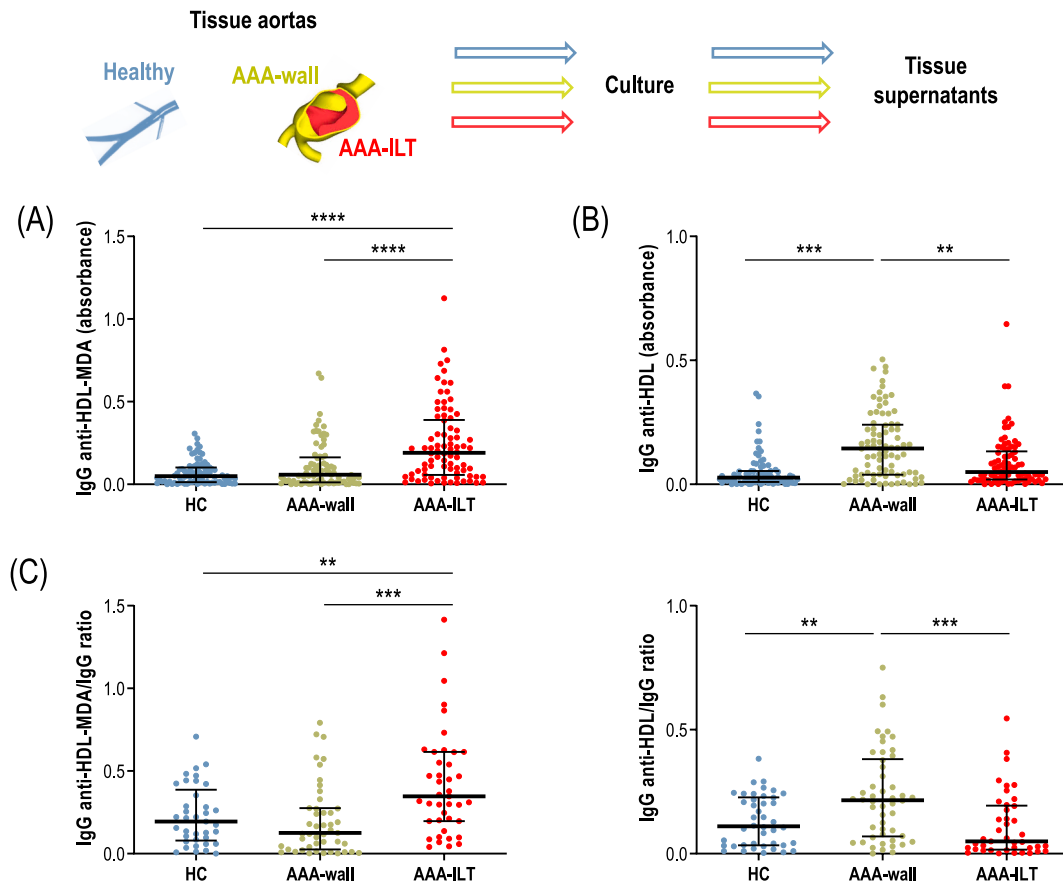 Tissue aortas
Healthy
AAA-wall
AAA-ILT
Culture
Tissue
supernatants
(A)
IgG anti-HDL-MDA (absorbance)
1.5
1.0
0.5
0.0
****
****
HC
AAA-wall
AAA-ILT
(B)
IgG anti-HDL (absorbance)
1.0
0.5
0.0
***
**
HC
AAA-wall
AAA-ILT
(C)
IgG anti-HDL-MDA/IgG ratio
1.5
1.0
0.5
0.0
**
***
HC
AAA-wall
AAA-ILT
IgG anti-HDL/IgG ratio
1.0
0.5
0.0
**
***
HC
AAA-wall
AAA-ILT